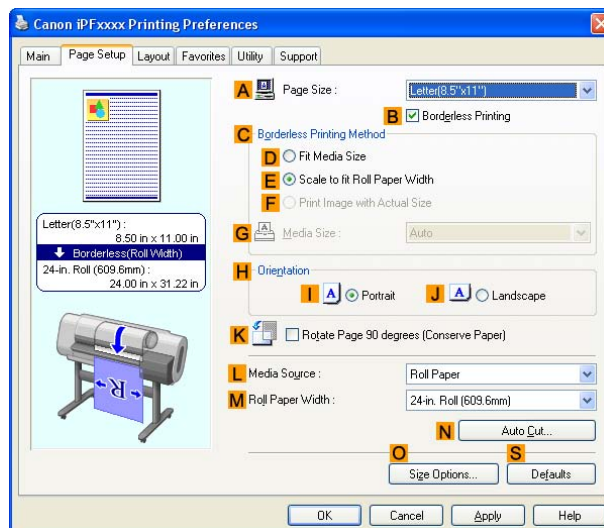 Canon iPFxxxx Printing Preferences
Main Page Setup Layout Favorites Utility Support
A Page Size : Letter(8.5"x11")
B Borderless Printing
C Borderless Printing Method
D Fit Media Size
E Scale to fit Roll Paper Width
F Print Image with Actual Size
G Media Size : Auto
Letter(8.5"x11") :
8.50 in x 11.00 in
Borderless(Roll Width)
24-in. Roll (609.6mm) :
24.00 in x 31.22 in
H Orientation
I A Portrait J A Landscape
K Rotate Page 90 degrees (Conserve Paper)
R
L Media Source : Roll Paper
M Roll Paper Width : 24-in. Roll (609.6mm)
N Auto Cut...
O S
Size Options... Defaults
OK Cancel Apply Help